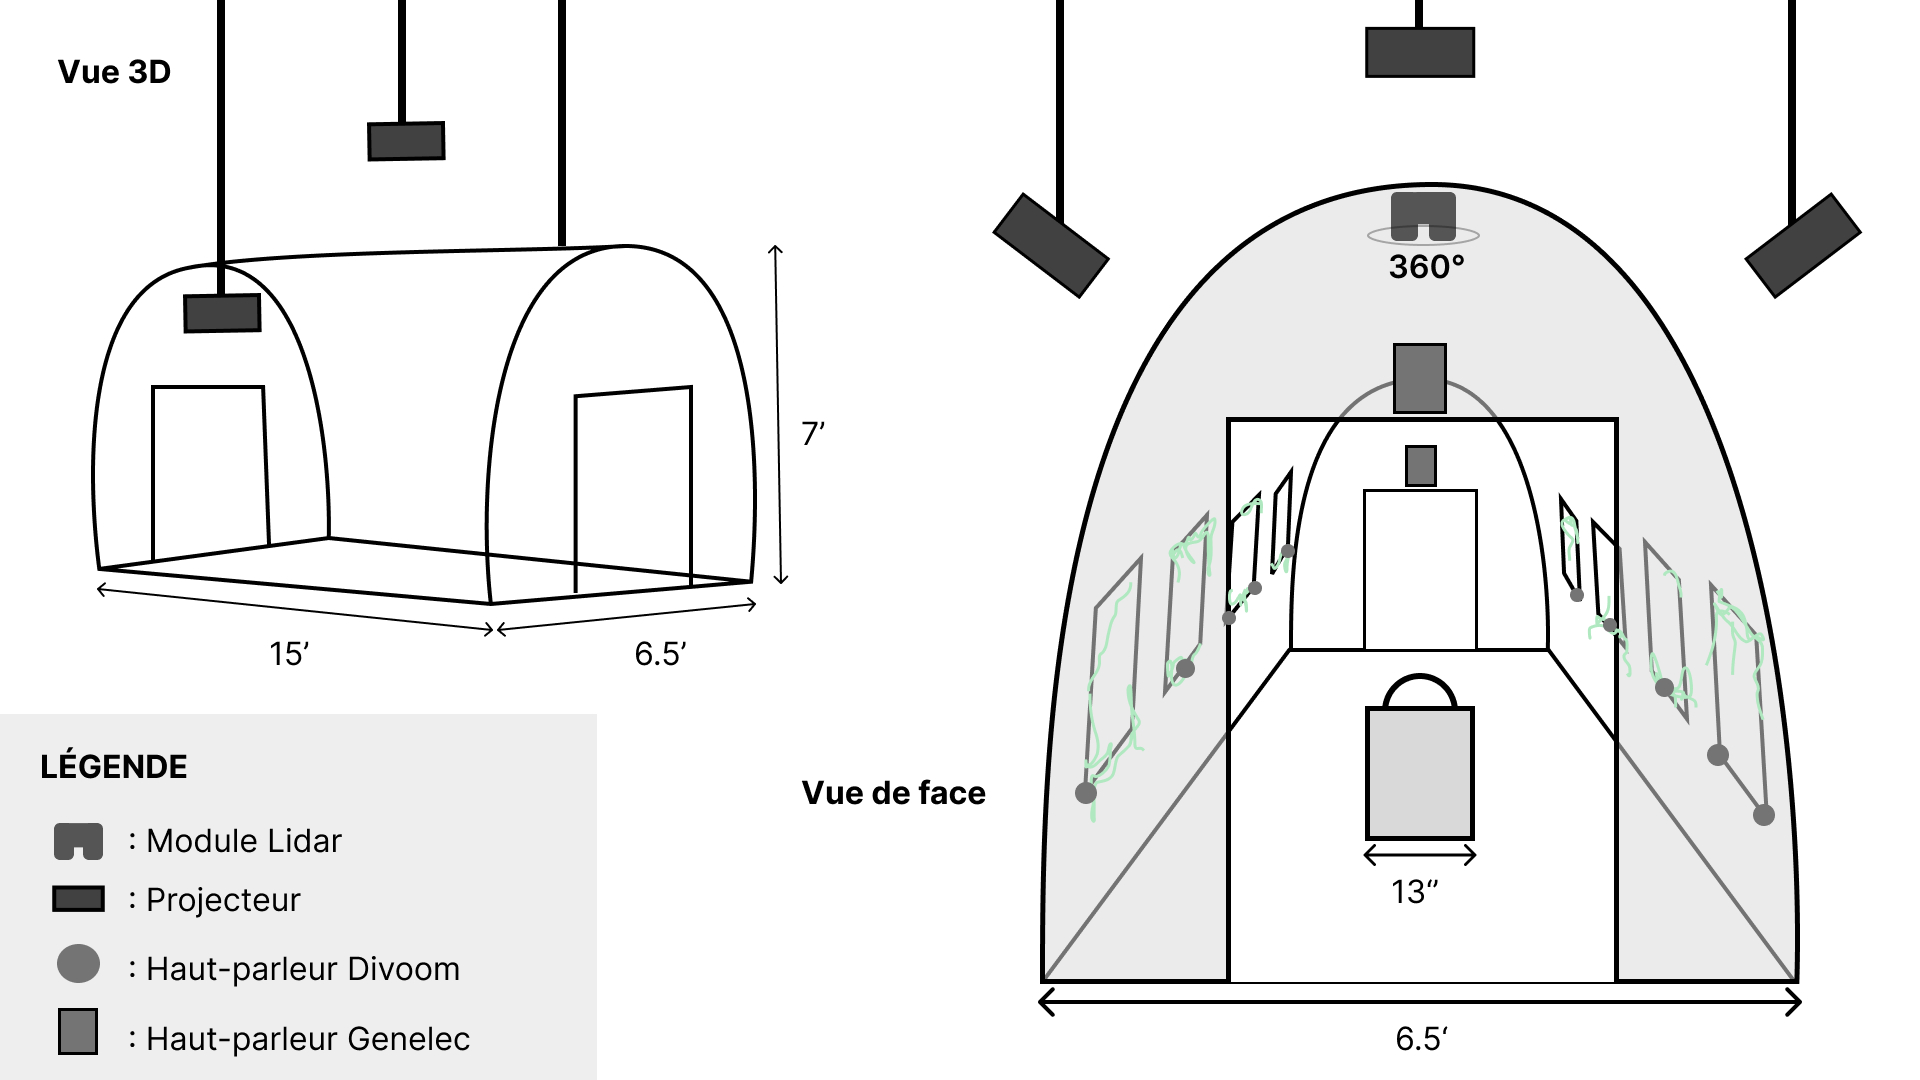 Vue 3D
7’
15’
6.5’
LÉGENDE
: Module Lidar
: Projecteur
: Haut-parleur Divoom
: Haut-parleur Genelec
360°
Vue de face
13”
6.5‘